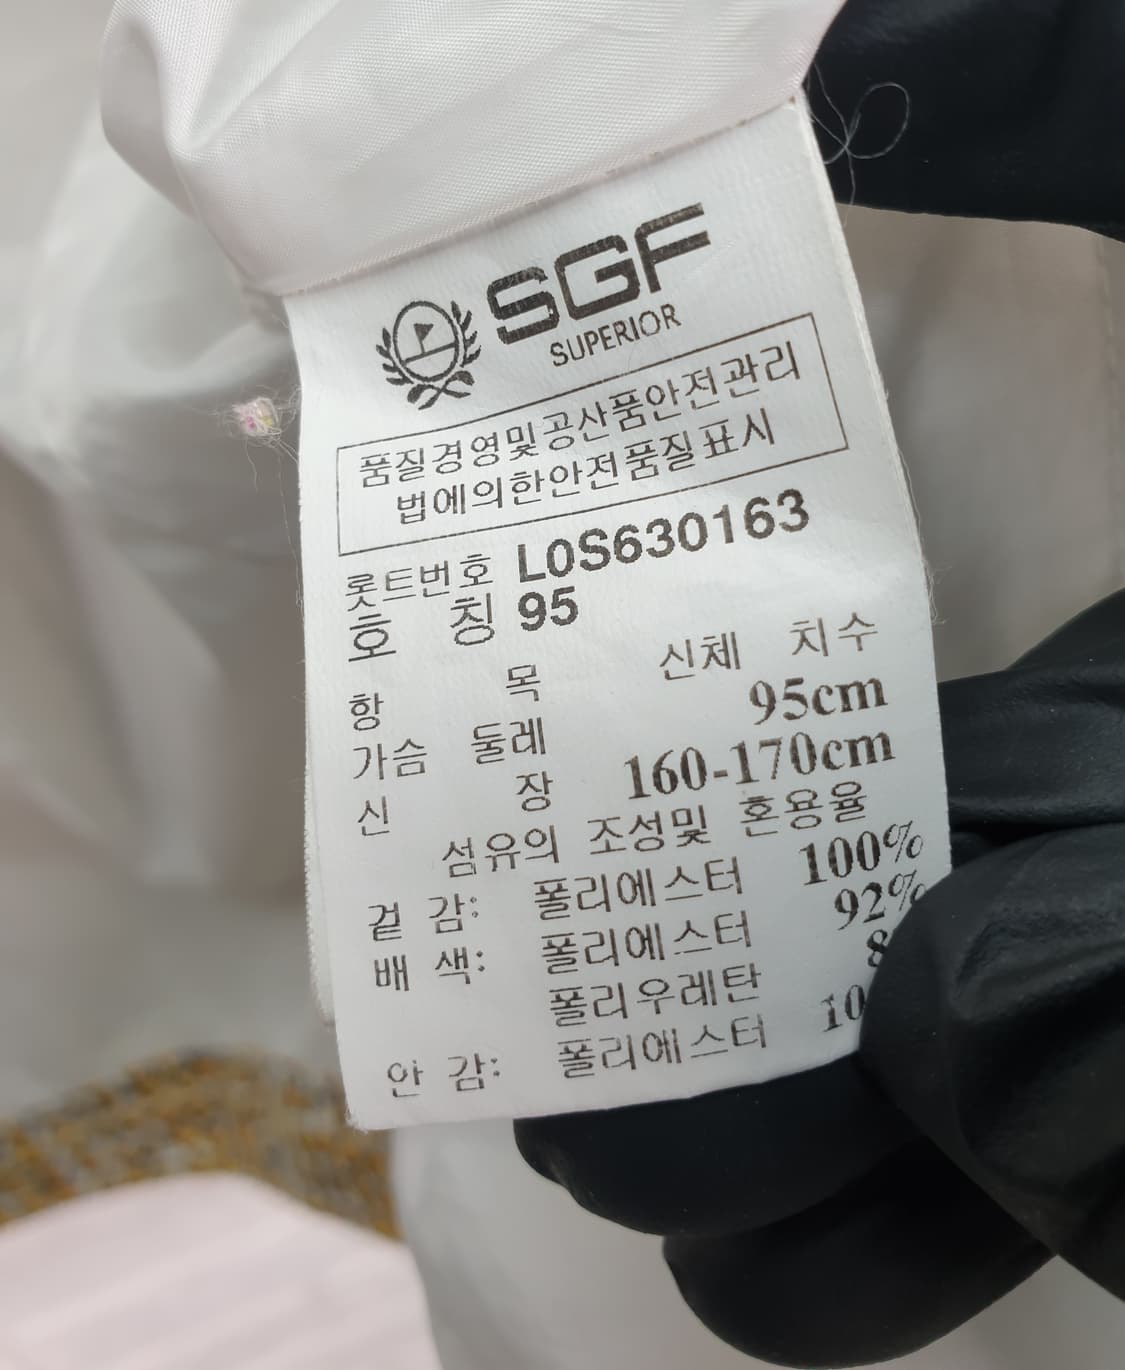 SGF
SUPERIOR
품질경영및공산품안전관리
법에의한안전품질표시
롯트번호 L0S630163
호 칭 95
항 목 신체 치수
가슴 둘레 95cm
신 장 160-170cm
섬유의 조성및 혼용율
겉 감: 폴리에스터 100%
배 색: 폴리에스터 92%
폴리우레탄 8
안 감: 폴리에스터 10